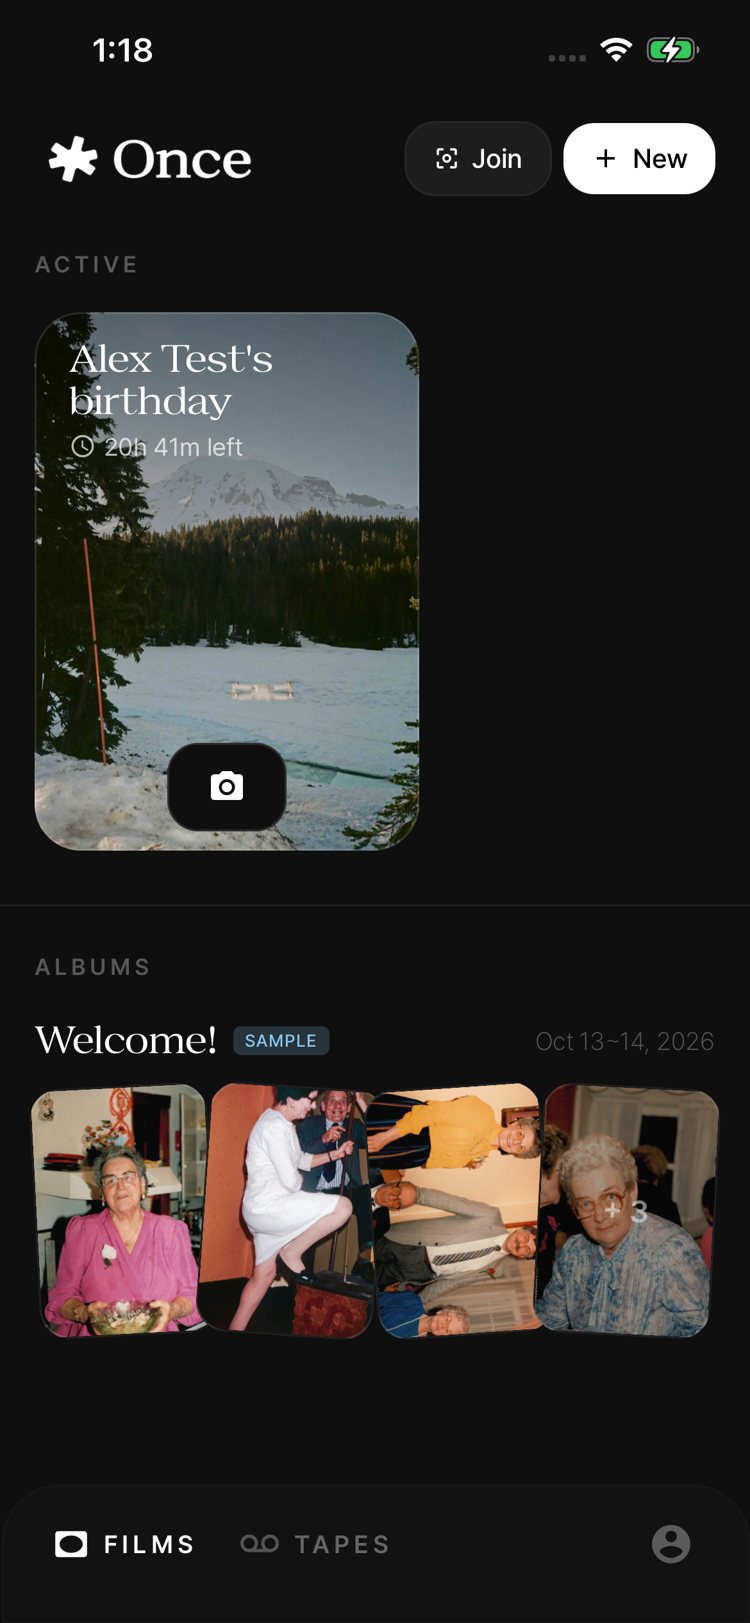 1:18
Once
Join
+ New
ACTIVE
Alex Test's
birthday
20h 41m left
ALBUMS
Welcome!
SAMPLE
Oct 13~14, 2026
+ 3
FILMS
TAPES